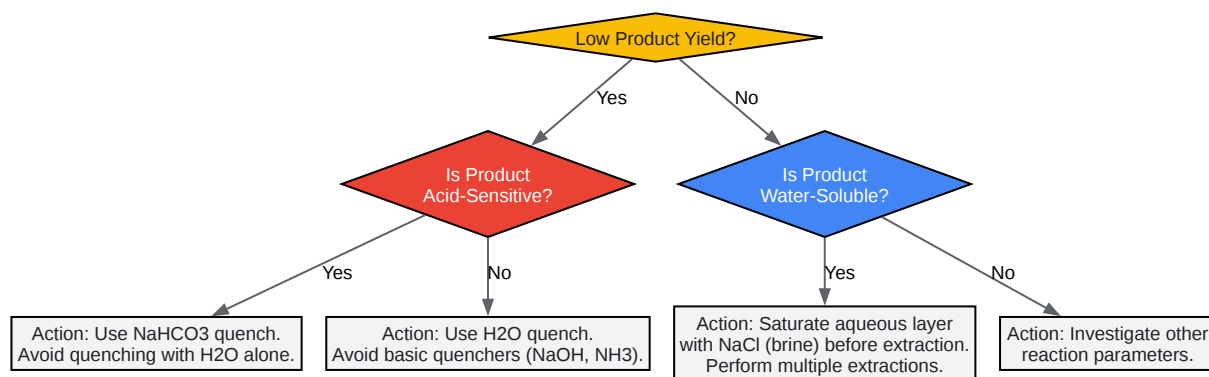 Low Product Yield?
Yes
No
Is Product
Acid-Sensitive?
Is Product
Water-Soluble?
Yes
No
Yes
No
Action: Use NaHCO3 quench.
Avoid quenching with H2O alone.
Action: Use H2O quench.
Avoid basic quenchers (NaOH, NH3).
Action: Saturate aqueous layer
with NaCl (brine) before extraction.
Perform multiple extractions.
Action: Investigate other
reaction parameters.